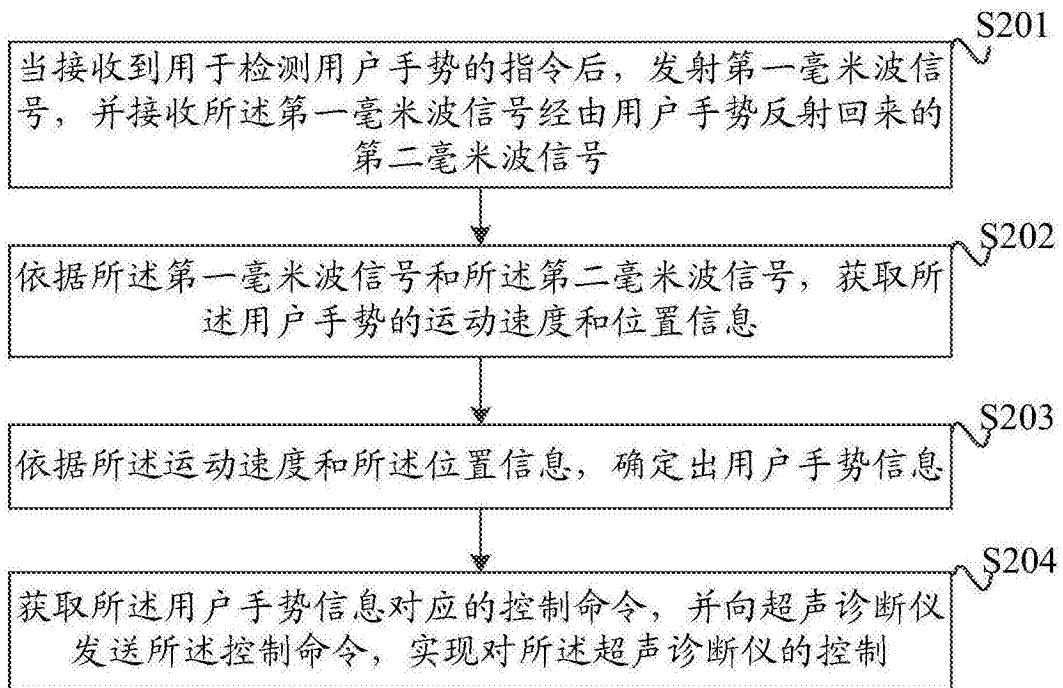 S201
当接收到用于检测用户手势的指令后，发射第一毫米波信
号，并接收所述第一毫米波信号经由用户手势反射回来的
第二毫米波信号
S202
依据所述第一毫米波信号和所述第二毫米波信号，获取所
述用户手势的运动速度和位置信息
S203
依据所述运动速度和所述位置信息，确定出用户手势信息
S204
获取所述用户手势信息对应的控制命令，并向超声诊断仪
发送所述控制命令，实现对所述超声诊断仪的控制